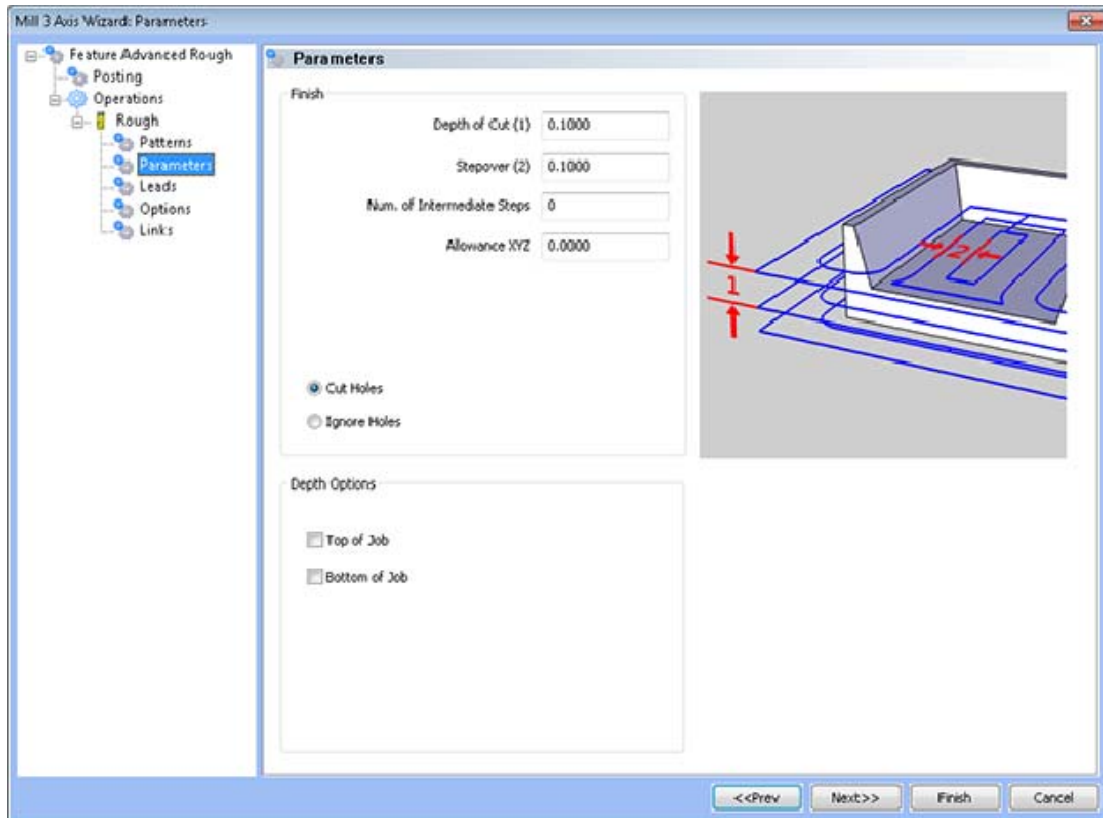 Mill 3 Axis Wizard: Parameters
Feature Advanced Rough
Posting
Operations
Rough
Patterns
Parameters
Leads
Options
Links
Parameters
Finish
Depth of Cut (1) 0.1000
Stepover (2) 0.1000
Num. of Intermediate Steps 0
Allowance XYZ 0.0000
Cut Holes
Ignore Holes
1
2
Depth Options
Top of Job
Bottom of Job
<<Prev Next>> Finish Cancel